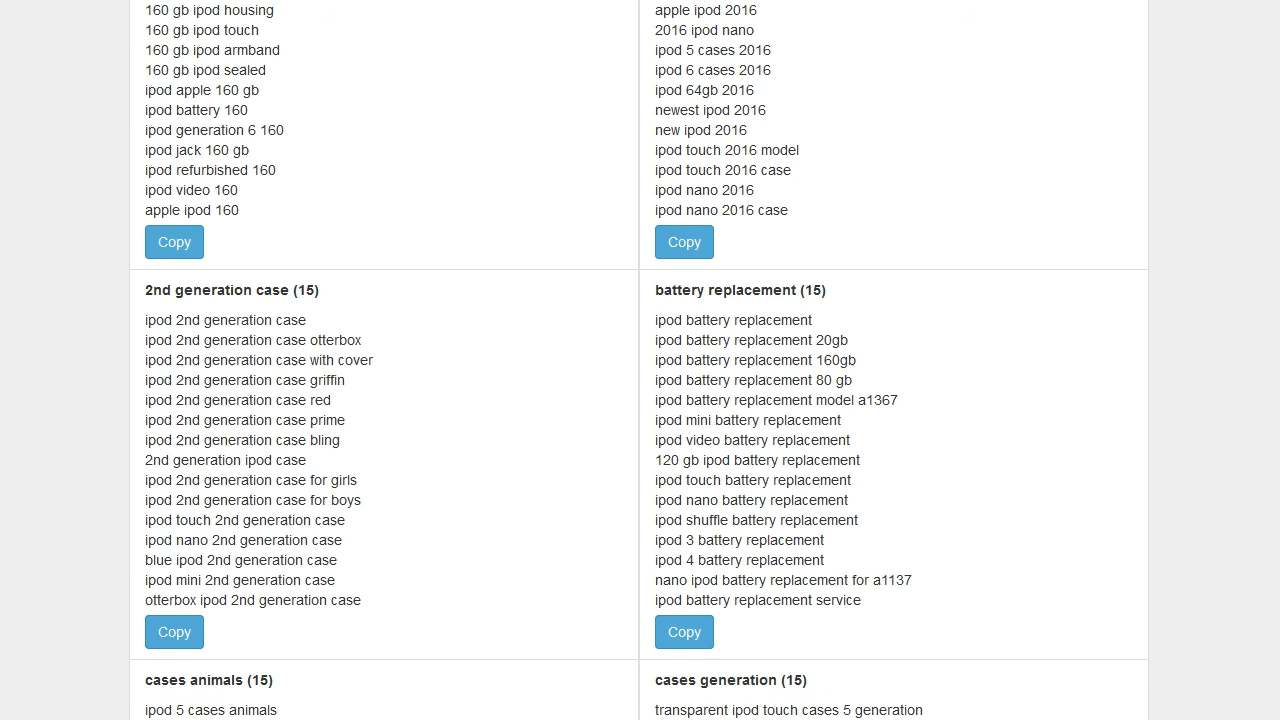 160 gb ipod housing
160 gb ipod touch
160 gb ipod armband
160 gb ipod sealed
ipod apple 160 gb
ipod battery 160
ipod generation 6 160
ipod jack 160 gb
ipod refurbished 160
ipod video 160
apple ipod 160
Copy
apple ipod 2016
2016 ipod nano
ipod 5 cases 2016
ipod 6 cases 2016
ipod 64gb 2016
newest ipod 2016
new ipod 2016
ipod touch 2016 model
ipod touch 2016 case
ipod nano 2016
ipod nano 2016 case
Copy
2nd generation case (15)
ipod 2nd generation case
ipod 2nd generation case otterbox
ipod 2nd generation case with cover
ipod 2nd generation case griffin
ipod 2nd generation case red
ipod 2nd generation case prime
ipod 2nd generation case bling
2nd generation ipod case
ipod 2nd generation case for girls
ipod 2nd generation case for boys
ipod touch 2nd generation case
ipod nano 2nd generation case
blue ipod 2nd generation case
ipod mini 2nd generation case
otterbox ipod 2nd generation case
Copy
battery replacement (15)
ipod battery replacement
ipod battery replacement 20gb
ipod battery replacement 160gb
ipod battery replacement 80 gb
ipod battery replacement model a1367
ipod mini battery replacement
ipod video battery replacement
120 gb ipod battery replacement
ipod touch battery replacement
ipod nano battery replacement
ipod shuffle battery replacement
ipod 3 battery replacement
ipod 4 battery replacement
nano ipod battery replacement for a1137
ipod battery replacement service
Copy
cases animals (15)
ipod 5 cases animals
cases generation (15)
transparent ipod touch cases 5 generation